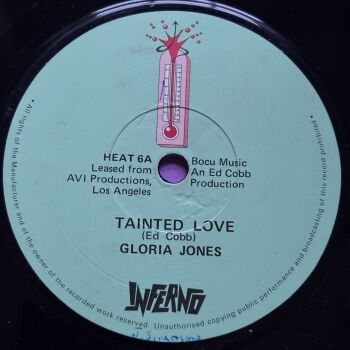 HEAT 6A
Leased from
AVI Productions,
Los Angeles
Bocu Music
An Ed Cobb
Production
TAINTED LOVE
(Ed Cobb)
GLORIA JONES
INFERNO
All rights of the Manufacturer and of the owner of the recorded work reserved. Unauthorised copying public performance and broadcasting of this record prohibited.